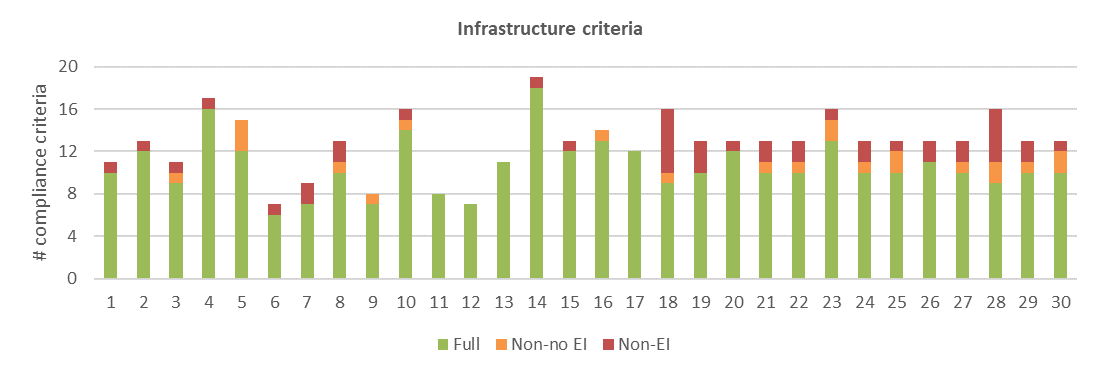 Infrastructure criteria
# compliance criteria
20
16
12
8
4
0
1 2 3 4 5 6 7 8 9 10 11 12 13 14 15 16 17 18 19 20 21 22 23 24 25 26 27 28 29 30
Full Non-no EI Non-EI